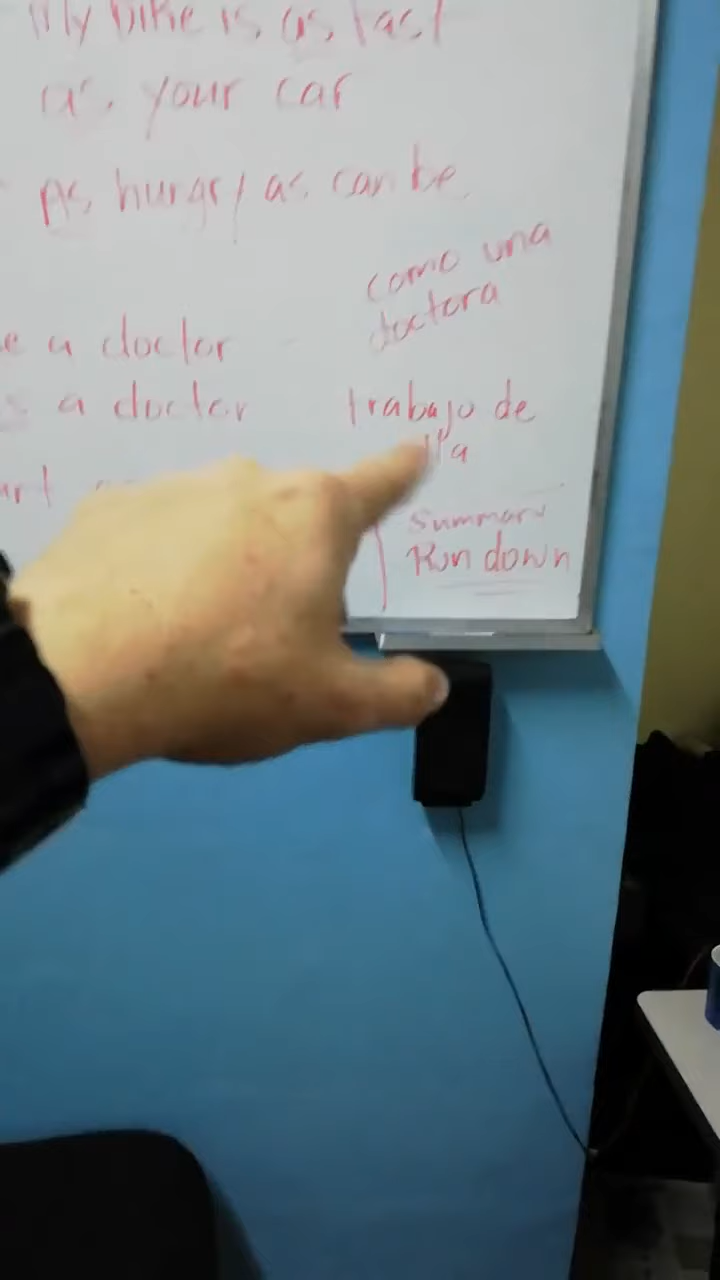 My bike is as fast
as your car
As hungry as can be
como una
doctora
e a doctor
s a doctor
trabajo de
Summary
Run down